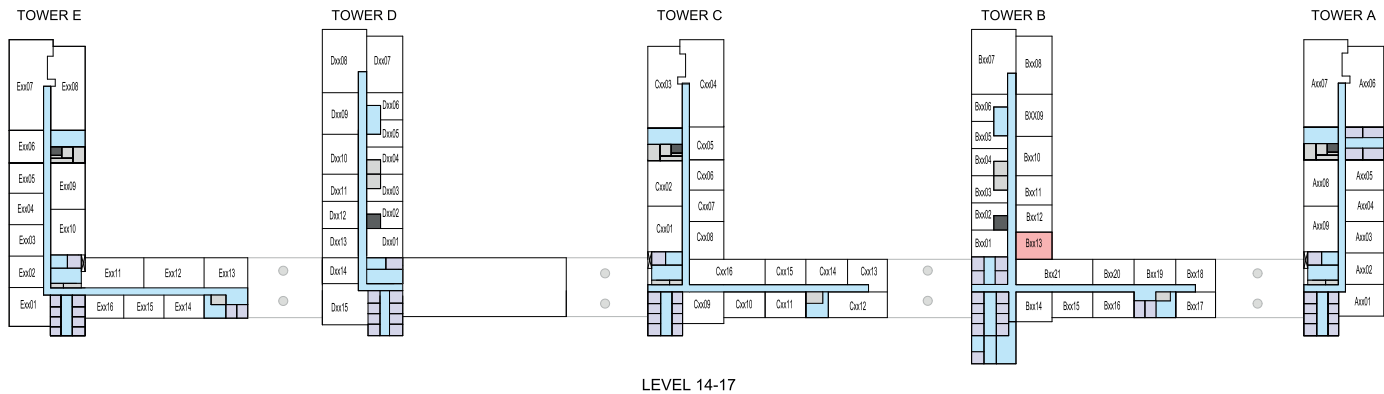 TOWER E
TOWER D
TOWER C
TOWER B
TOWER A
Exx07
Exx08
Exx06
Exx05
Exx09
Exx04
Exx10
Exx03
Exx02
Exx11
Exx12
Exx13
Exx01
Exx16
Exx15
Exx14
Dxx08
Dxx07
Dxx06
Dxx09
Dxx05
Dxx10
Dxx04
Dxx11
Dxx03
Dxx12
Dxx02
Dxx13
Dxx01
Dxx14
Dxx15
Cxx03
Cxx04
Cxx05
Cxx02
Cxx06
Cxx07
Cxx01
Cxx08
Cxx16
Cxx15
Cxx14
Cxx13
Cxx09
Cxx10
Cxx11
Cxx12
Bxx07
Bxx08
Bxx06
BXX09
Bxx05
Bxx04
Bxx10
Bxx03
Bxx11
Bxx02
Bxx12
Bxx01
Bxx13
Bxx21
Bxx20
Bxx19
Bxx18
Bxx14
Bxx15
Bxx16
Bxx17
Axx07
Axx06
Axx08
Axx05
Axx04
Axx09
Axx03
Axx02
Axx01
LEVEL 14-17